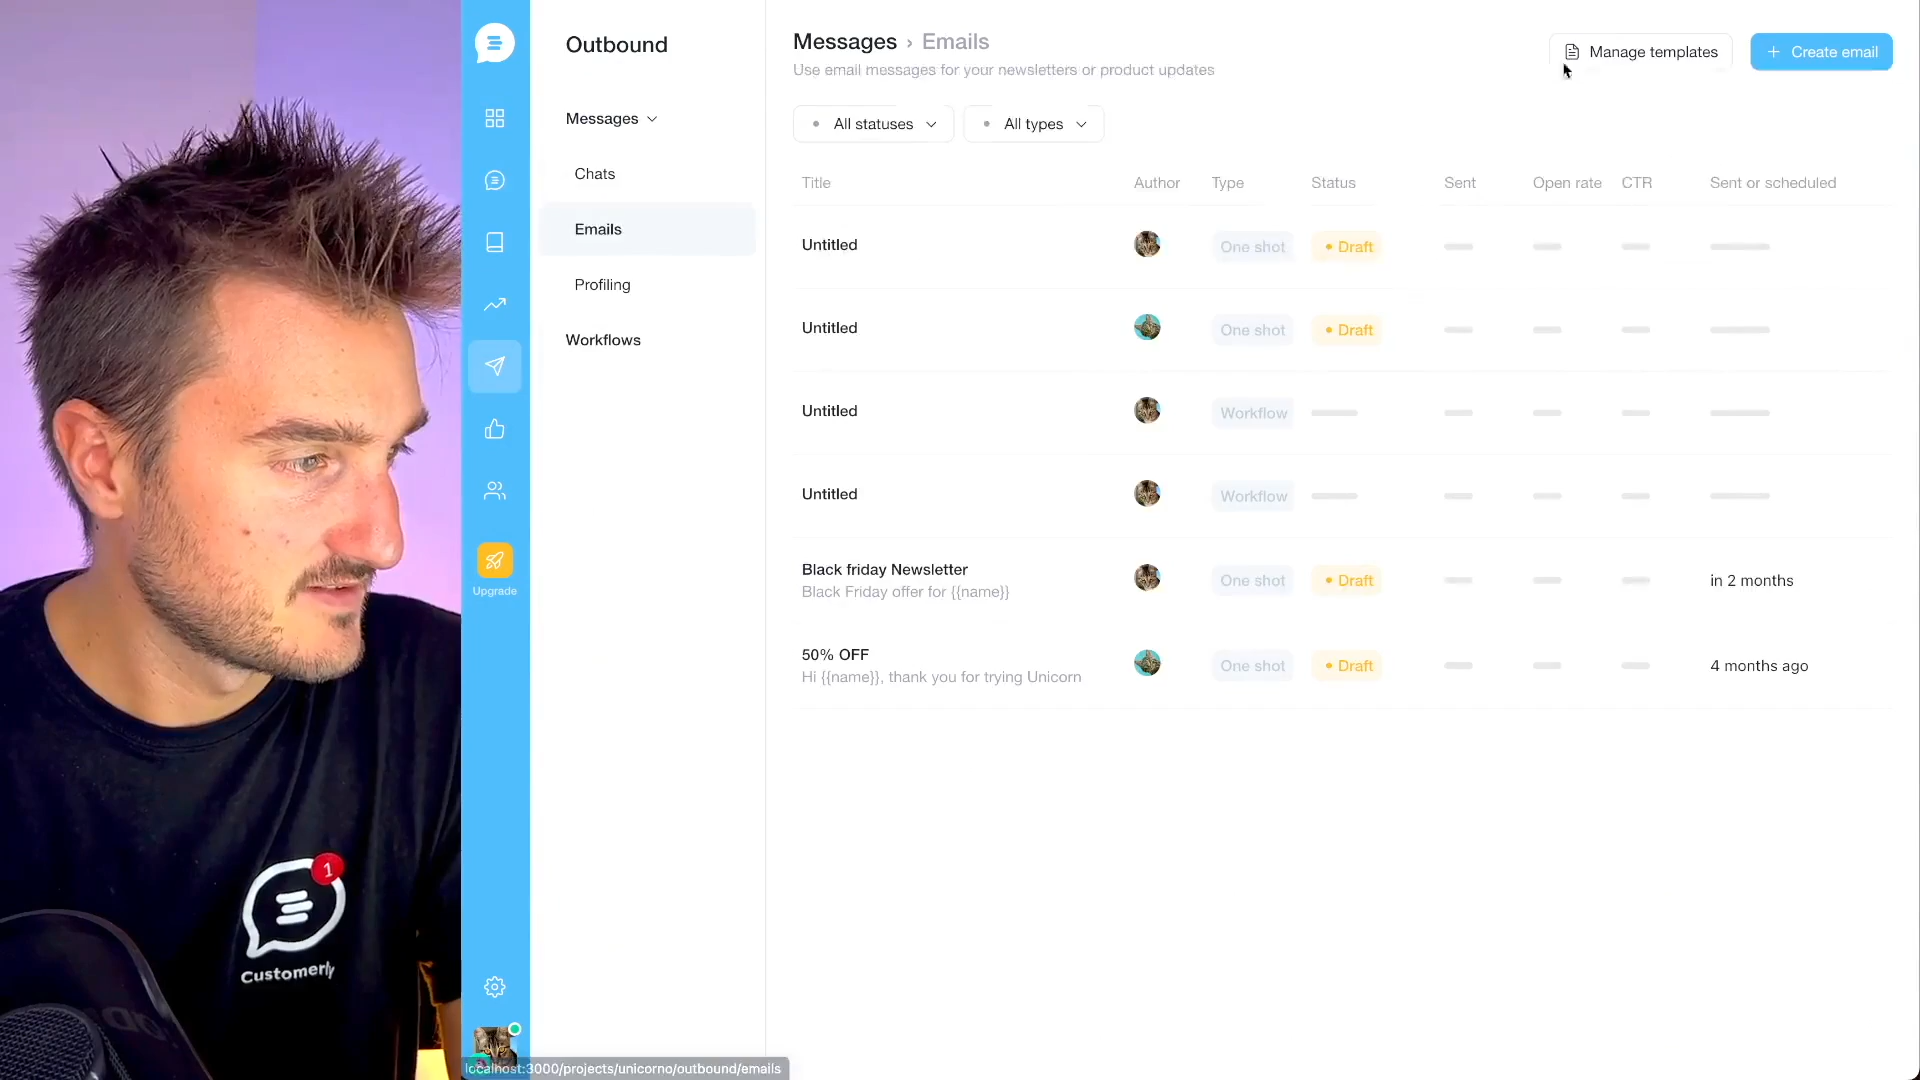 Outbound
Messages
Chats
Emails
Profiling
Workflows
Upgrade
Messages › Emails
Use email messages for your newsletters or product updates
Manage templates
+ Create email
All statuses
All types
Title Author Type Status Sent Open rate CTR Sent or scheduled
Untitled One shot Draft
Untitled One shot Draft
Untitled Workflow
Untitled Workflow
Black friday Newsletter
Black Friday offer for {{name}}
One shot Draft in 2 months
50% OFF
Hi {{name}}, thank you for trying Unicorn
One shot Draft 4 months ago
1
Customerly
localhost:3000/projects/unicorno/outbound/emails